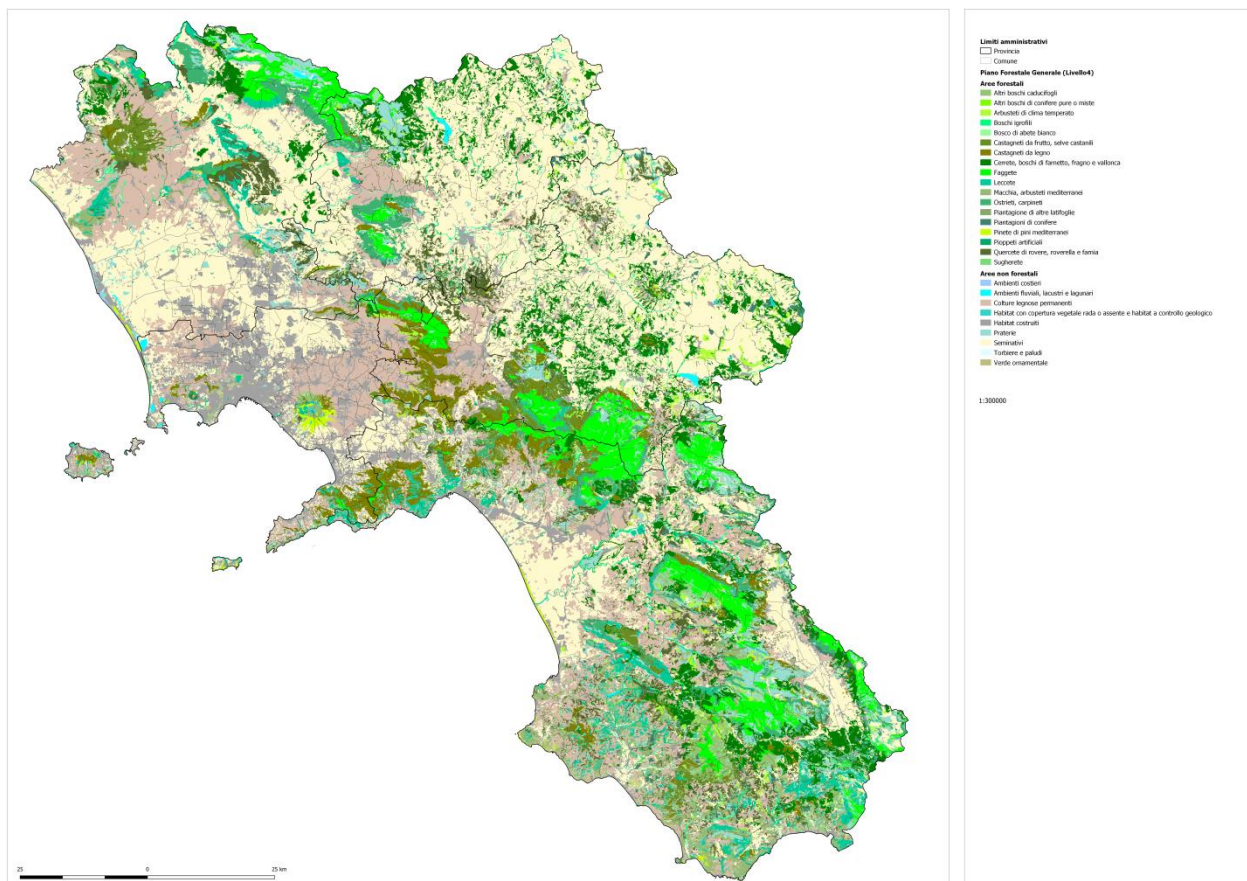 Limiti amministrativi
Provincia
Comune
Piano Forestale Generale (Livello4)
Aree forestali
Altri boschi caducifogli
Altri boschi di conifere pure o miste
Arbusteti di clima temperato
Boschi igrofili
Bosco di abete bianco
Castagneti da frutto, selve castanili
Castagneti da legno
Cerrete, boschi di farnetto, fragno e vallonea
Faggete
Leccete
Macchia, arbusteti mediterranei
Ostrieti, carpineti
Piantagione di altre latifoglie
Piantagioni di conifere
Pinete di pini mediterranei
Pioppeti artificiali
Quercete di rovere, roverella e farnia
Sugherete
Aree non forestali
Ambienti costieri
Ambienti fluviali, lacustri e lagunari
Colture legnose permanenti
Habitat con copertura vegetale rada o assente e habitat a controllo geologico
Habitat costruiti
Praterie
Seminativi
Torbiere e paludi
Verde ornamentale
1:300000
25 0 25 km